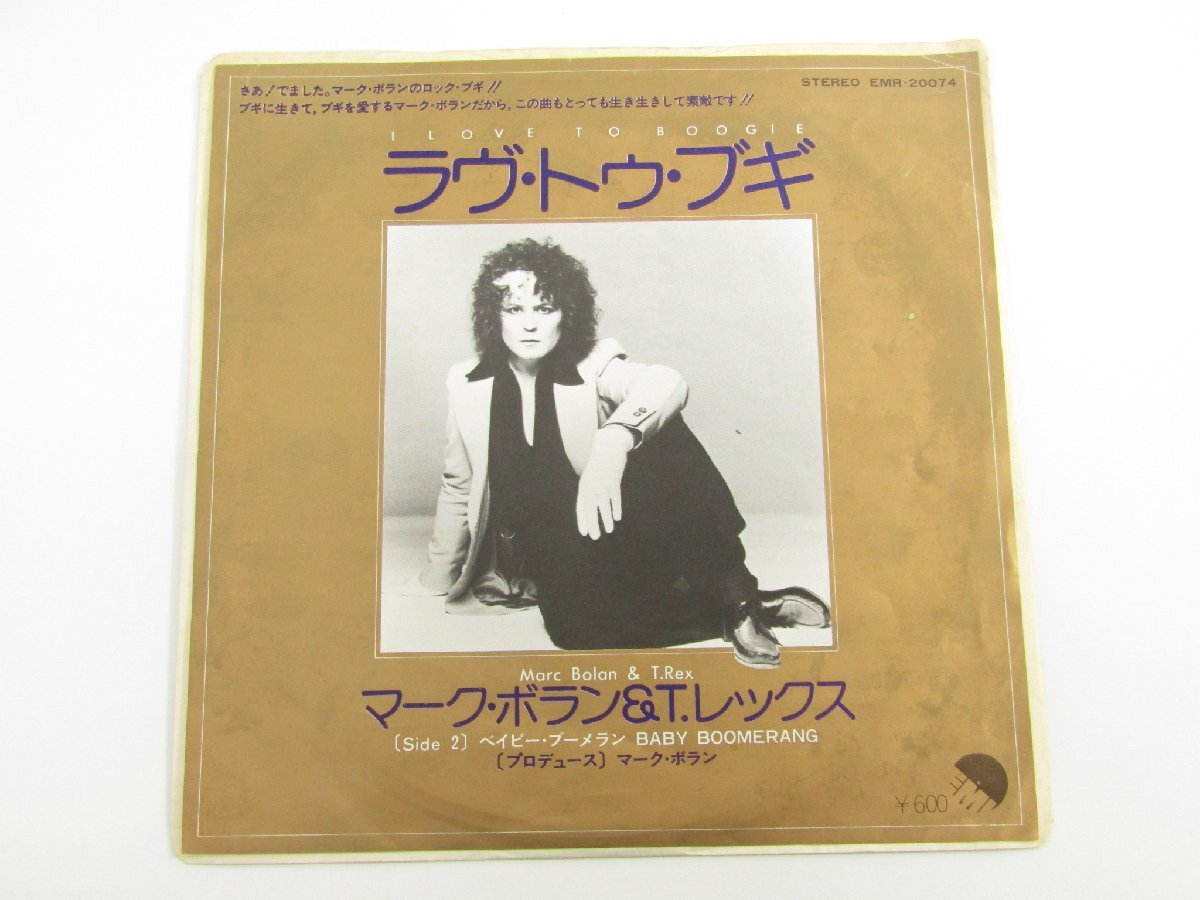 さあ!でました。マーク・ボランのロック・ブギ!!
ブギに生きて,ブギを愛するマーク・ボランだから,この曲もとっても生き生きして素敵です!!
STEREO EMR-20074
I LOVE TO BOOGIE
ラヴ・トゥ・ブギ
Marc Bolan & T.Rex
マーク・ボラン&T.レックス
〔Side 2〕 ベイビー・ブーメラン BABY BOOMERANG
〔プロデュース〕 マーク・ボラン
¥600